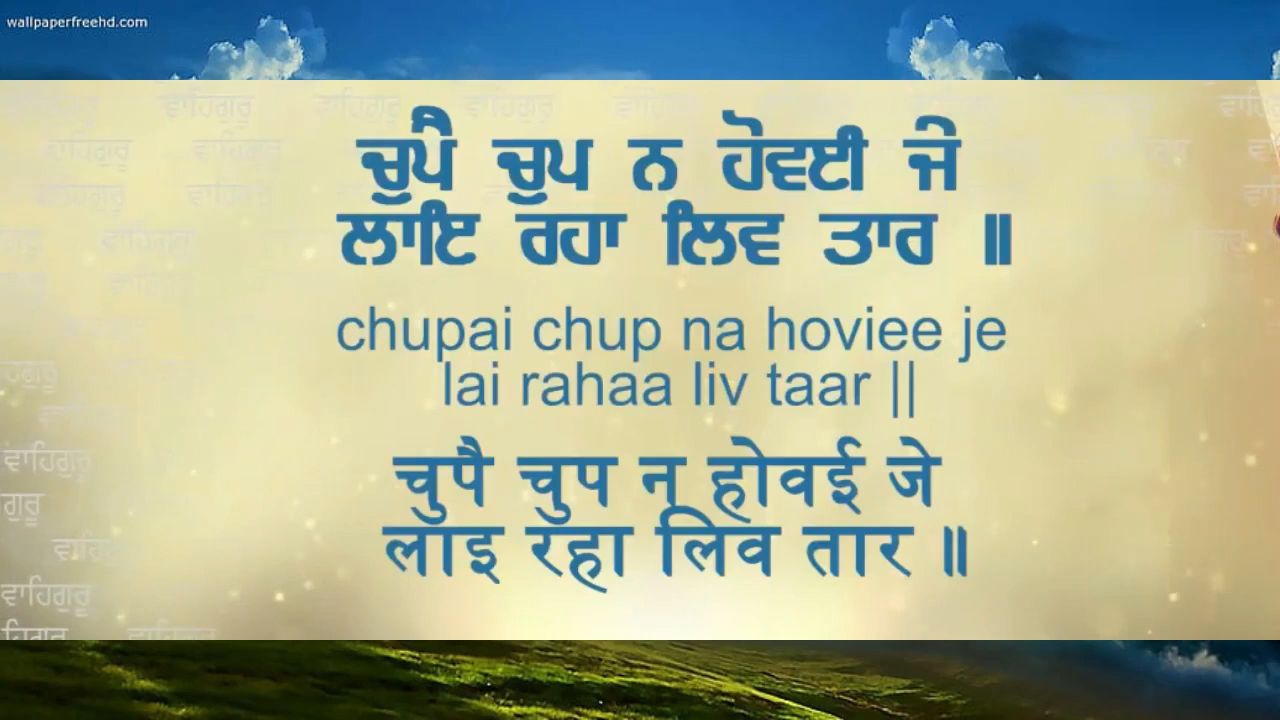 wallpaperfreehd.com
ਵਾਹਿਗੁਰੂ ਵਾਹਿਗੁਰੂ ਵਾਹਿਗੁਰੂ ਵਾਹਿਗੁਰੂ
ਚੁਪੈ ਚੁਪ ਨ ਹੋਵਈ ਜੇ
ਵਾਹਿਗੁਰੂ ਵਾਹਿਗੁਰੂ
ਲਾਇ ਰਹਾ ਲਿਵ ਤਾਰ ॥
chupai chup na hoviee je
lai rahaa liv taar ||
ਵਾਹਿਗੁਰੂ
चुपै चुप न होवई जे
ਗੁਰੂ
लाइ रहा लिव तार ॥
ਵਾਹਿਗੁਰੂ